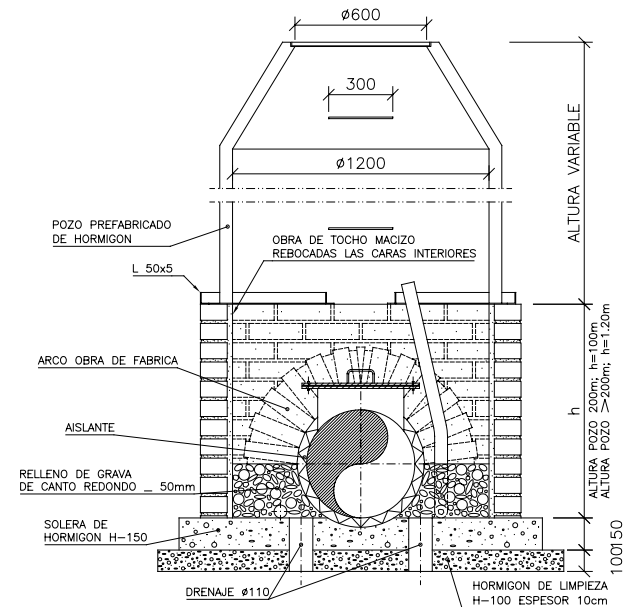 ø600
300
ø1200
ALTURA VARIABLE
POZO PREFABRICADO
DE HORMIGON
OBRA DE TOCHO MACIZO
REBOCADAS LAS CARAS INTERIORES
L 50x5
ARCO OBRA DE FABRICA
AISLANTE
RELLENO DE GRAVA
DE CANTO REDONDO _ 50mm
SOLERA DE
HORMIGON H-150
h
ALTURA POZO 200m; h=100m
ALTURA POZO >200m; h=1.20m
150
100
DRENAJE ø110
HORMIGON DE LIMPIEZA
H-100 ESPESOR 10cm